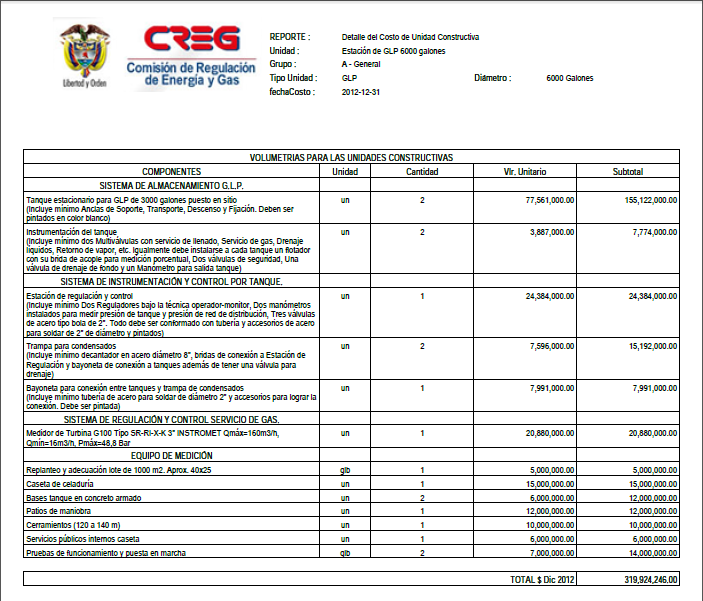 Libertad y Orden
CREG
Comisión de Regulación
de Energía y Gas
REPORTE : Detalle del Costo de Unidad Constructiva
Unidad : Estación de GLP 6000 galones
Grupo : A - General
Tipo Unidad : GLP Diámetro : 6000 Galones
fechaCosto : 2012-12-31
VOLUMETRIAS PARA LAS UNIDADES CONSTRUCTIVAS
COMPONENTES Unidad Cantidad Vlr. Unitario Subtotal
SISTEMA DE ALMACENAMIENTO G.L.P.
Tanque estacionario para GLP de 3000 galones puesto en sitio un 2 77,561,000.00 155,122,000.00
(Incluye mínimo Anclas de Soporte, Transporte, Descenso y Fijación. Deben ser
pintados en color blanco)
Instrumentación del tanque un 2 3,887,000.00 7,774,000.00
(Incluye mínimo dos Multiválvulas con servicio de llenado, Servicio de gas, Drenaje
líquidos, Retorno de vapor, etc. Igualmente debe instalarse a cada tanque un flotador
con su brida de acople para medición porcentual, Dos válvulas de seguridad, Una
válvula de drenaje de fondo y un Manómetro para salida tanque)
SISTEMA DE INSTRUMENTACIÓN Y CONTROL POR TANQUE.
Estación de regulación y control un 1 24,384,000.00 24,384,000.00
(Incluye mínimo Dos Reguladores bajo la técnica operador-monitor, Dos manómetros
instalados para medir presión de tanque y presión de red de distribución, Tres válvulas
de acero tipo bola de 2". Todo debe ser conformado con tubería y accesorios de acero
para soldar de 2" de diámetro y pintados)
Trampa para condensados un 2 7,596,000.00 15,192,000.00
(Incluye mínimo decantador en acero diámetro 8", bridas de conexión a Estación de
Regulación y bayoneta de conexión a tanques además de tener una válvula para
drenaje)
Bayoneta para conexión entre tanques y trampa de condensados un 1 7,991,000.00 7,991,000.00
(Incluye mínimo tubería de acero para soldar de diámetro 2" y accesorios para lograr la
conexión. Debe ser pintada)
SISTEMA DE REGULACIÓN Y CONTROL SERVICIO DE GAS.
Medidor de Turbina G100 Tipo SR-RI-X-K 3" INSTROMET Qmáx=160m3/h, un 1 20,880,000.00 20,880,000.00
Qmín=16m3/h, Pmáx=48,8 Bar
EQUIPO DE MEDICIÓN
Replanteo y adecuación lote de 1000 m2. Aprox. 40x25 glb 1 5,000,000.00 5,000,000.00
Caseta de celaduría un 1 15,000,000.00 15,000,000.00
Bases tanque en concreto armado un 2 6,000,000.00 12,000,000.00
Patios de maniobra un 1 12,000,000.00 12,000,000.00
Cerramientos (120 a 140 m) un 1 10,000,000.00 10,000,000.00
Servicios públicos internos caseta un 1 6,000,000.00 6,000,000.00
Pruebas de funcionamiento y puesta en marcha glb 2 7,000,000.00 14,000,000.00
TOTAL $ Dic 2012 319,924,246.00